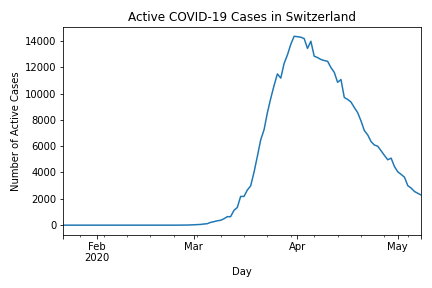 Active COVID-19 Cases in Switzerland
Number of Active Cases
14000
12000
10000
8000
6000
4000
2000
0
Feb
2020
Mar
Apr
May
Day